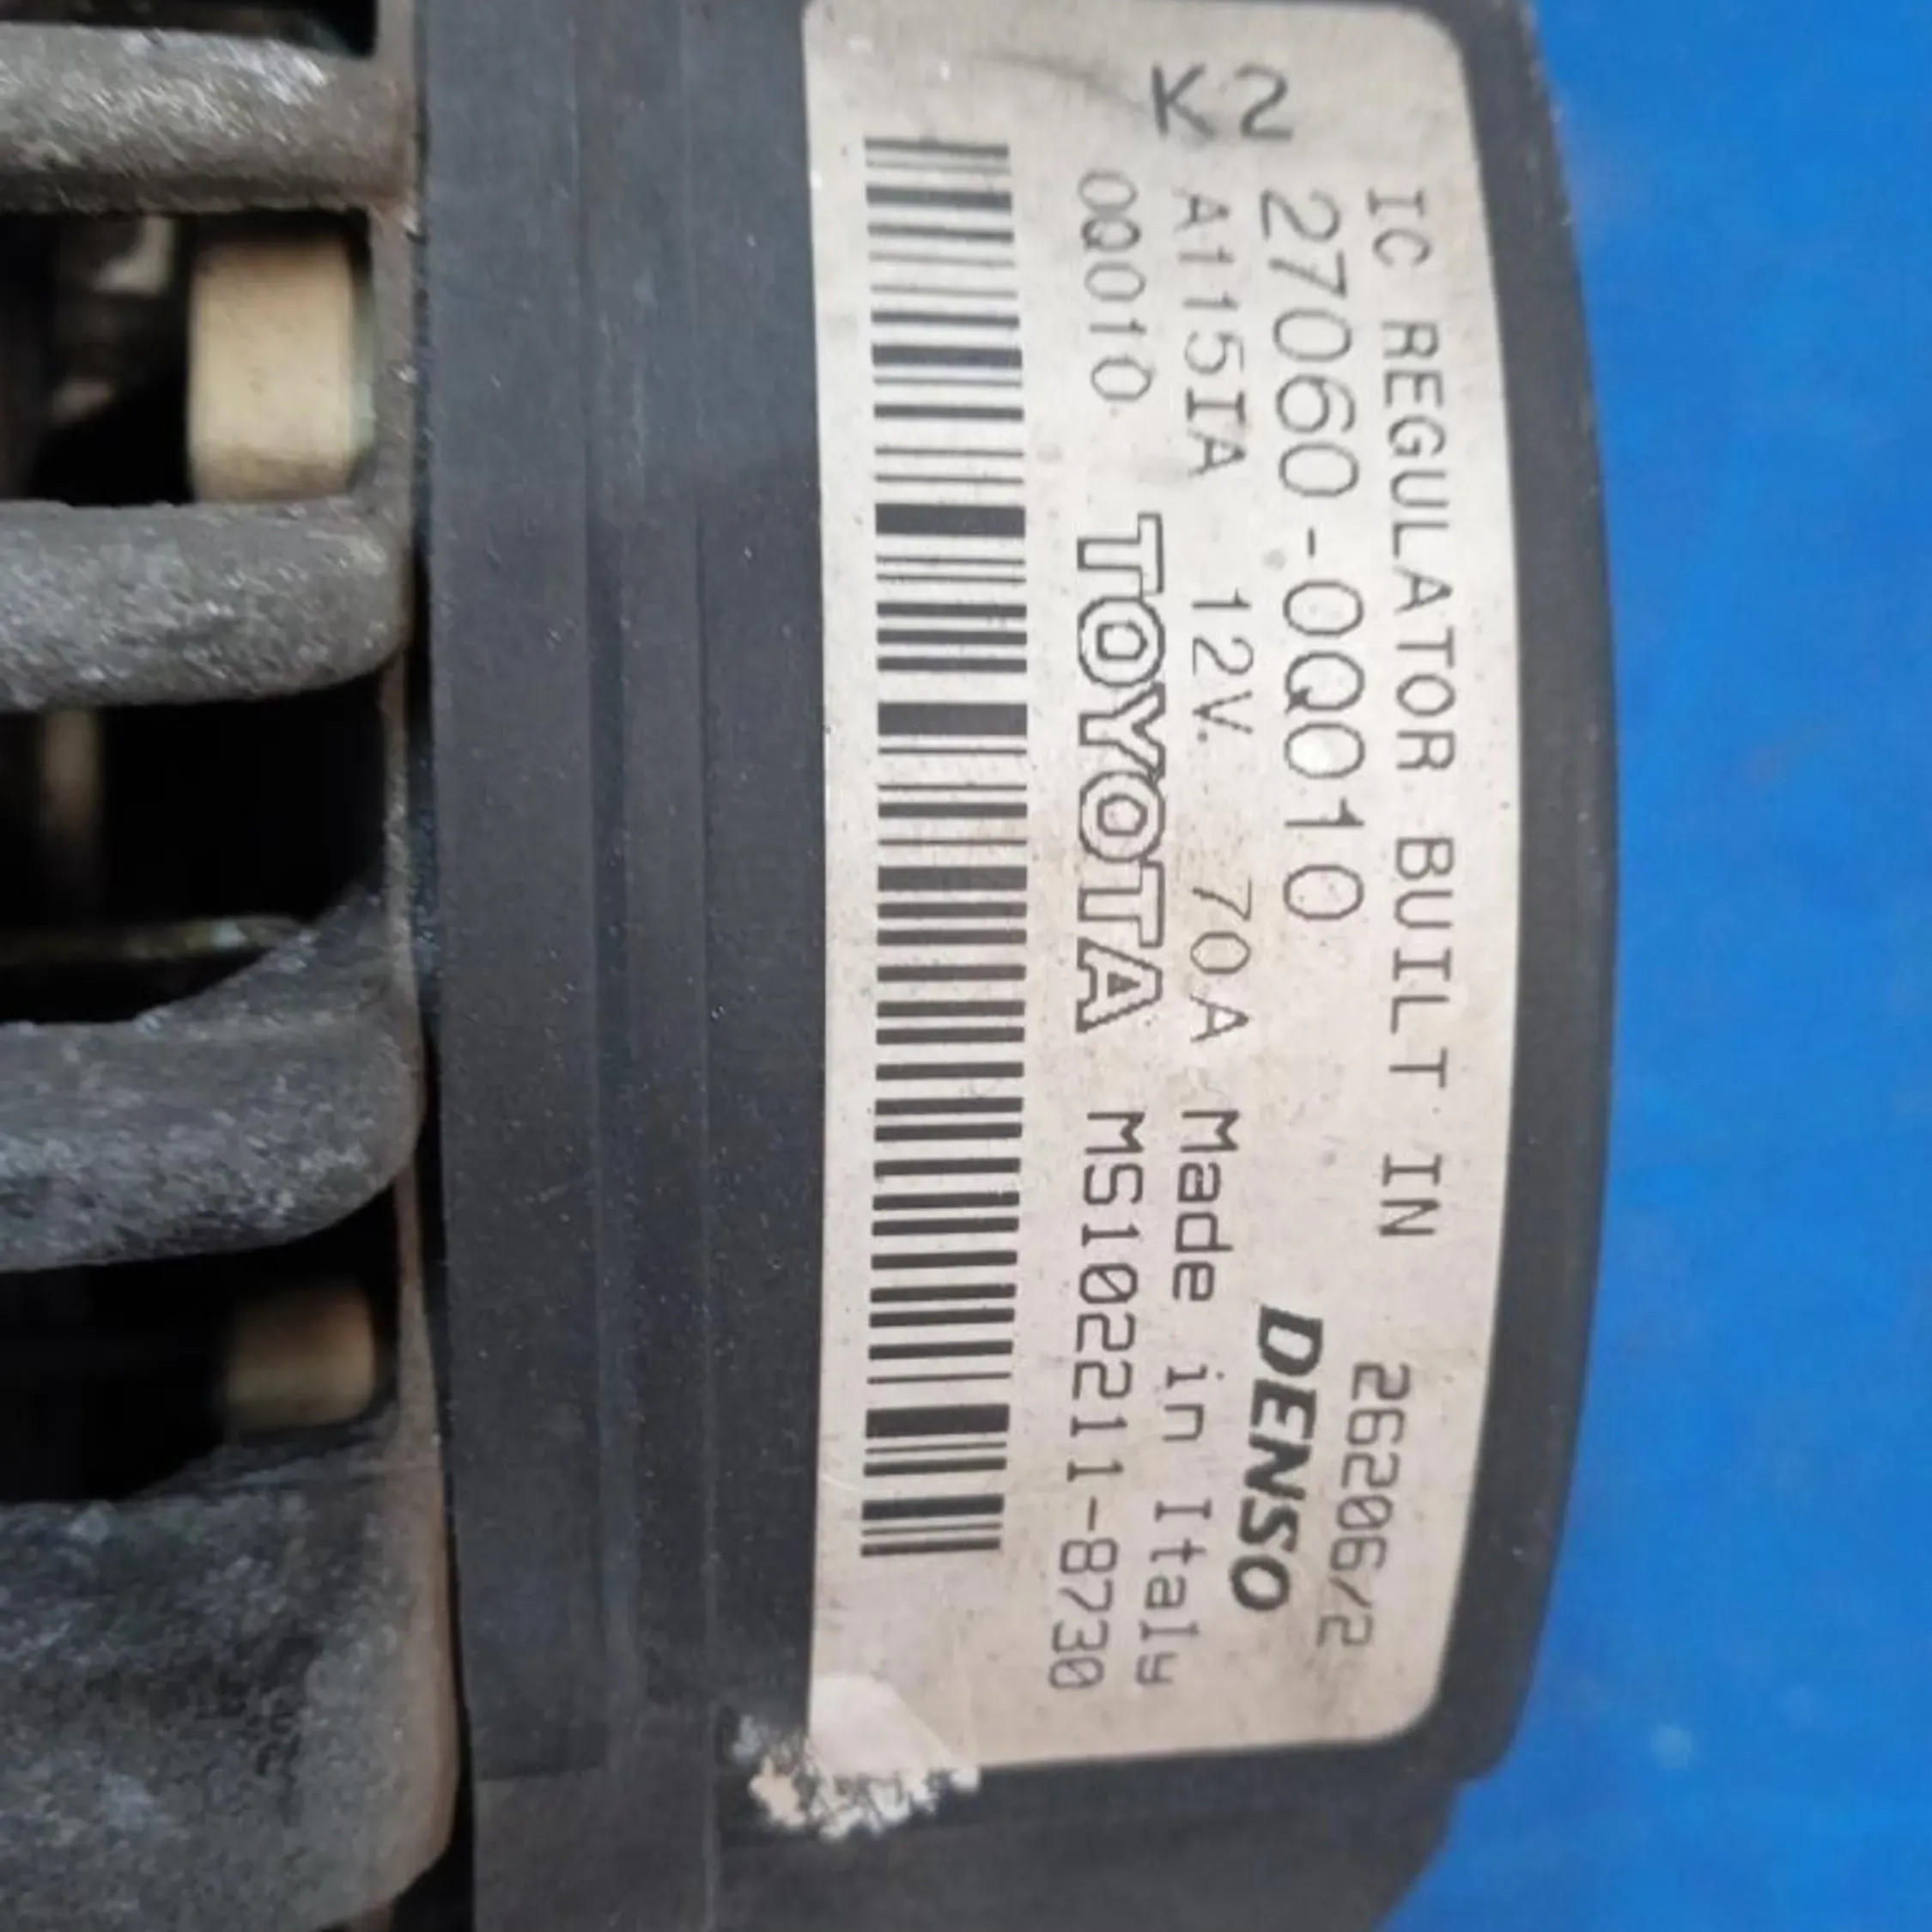 IC REGULATOR BUILT IN 26206/2
K2 27060-0Q010 DENSO
A115IA 12V. 70A Made in Italy
0Q010 TOYOTA MS102211-8730